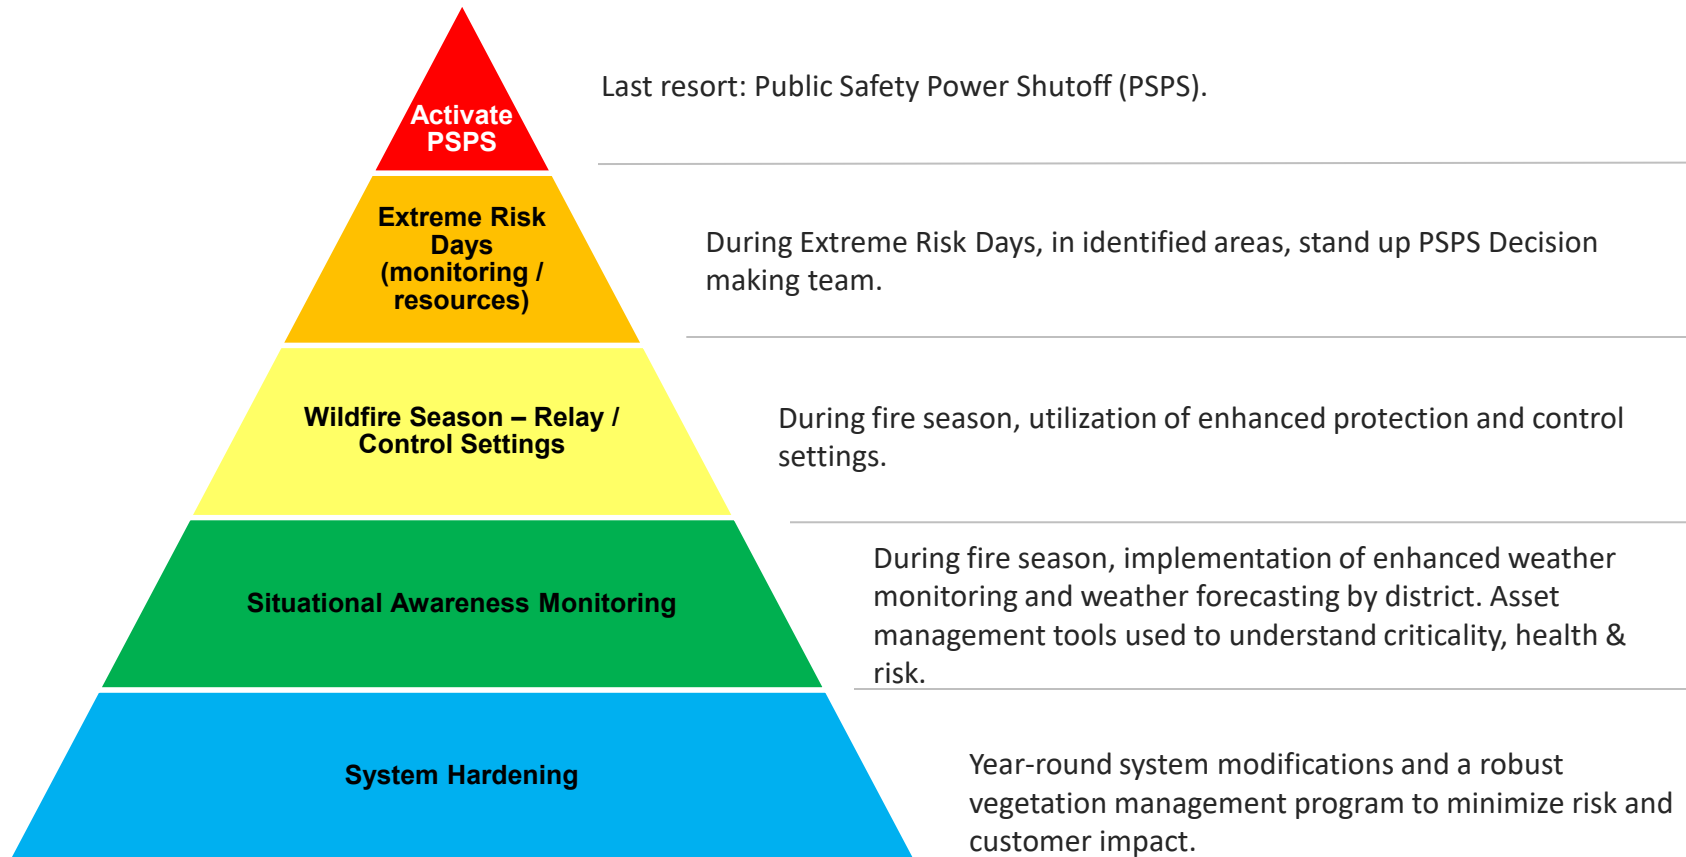 Activate
PSPS
Last resort: Public Safety Power Shutoff (PSPS).
Extreme Risk
Days
(monitoring /
resources)
During Extreme Risk Days, in identified areas, stand up PSPS Decision
making team.
Wildfire Season – Relay /
Control Settings
During fire season, utilization of enhanced protection and control
settings.
Situational Awareness Monitoring
During fire season, implementation of enhanced weather
monitoring and weather forecasting by district. Asset
management tools used to understand criticality, health &
risk.
System Hardening
Year-round system modifications and a robust
vegetation management program to minimize risk and
customer impact.